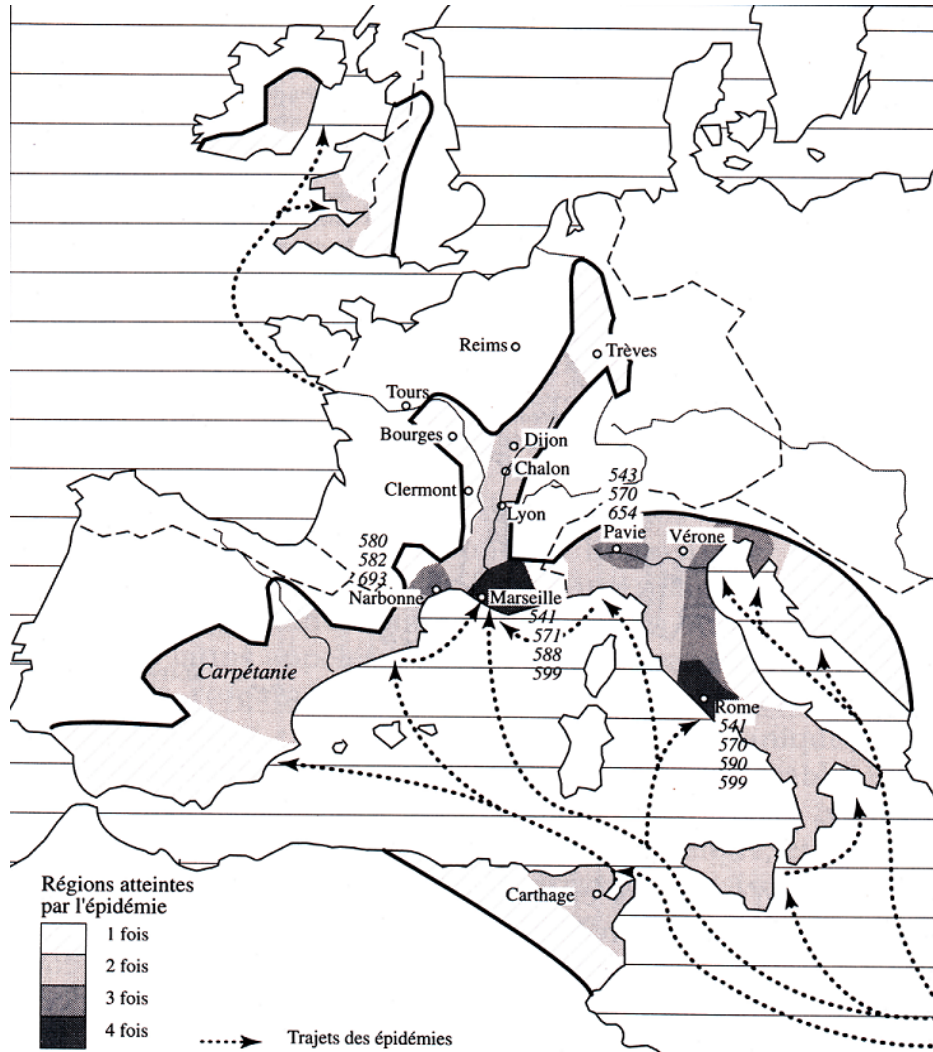 Reims
Trèves
Tours
Bourges
Dijon
Chalon
Clermont
Lyon
543
570
654
Pavie
Vérone
580
582
693
Narbonne
Marseille
541
571
588
599
Carpétanie
Rome
541
570
590
599
Carthage
Régions atteintes
par l'épidémie
1 fois
2 fois
3 fois
4 fois
Trajets des épidémies